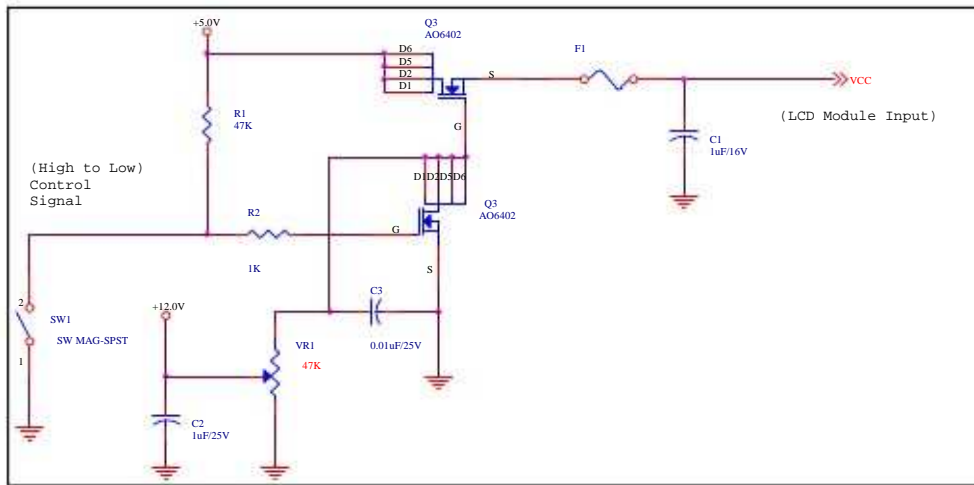 +5.0V
Q3
AO6402
D6
D5
D2
D1
S
G
F1
VCC
(LCD Module Input)
R1
47K
C1
1uF/16V
(High to Low)
Control
Signal
D1D2D5D6
Q3
AO6402
R2
1K
G
S
2
SW1
SW MAG-SPST
1
+12.0V
C3
0.01uF/25V
VR1
47K
C2
1uF/25V